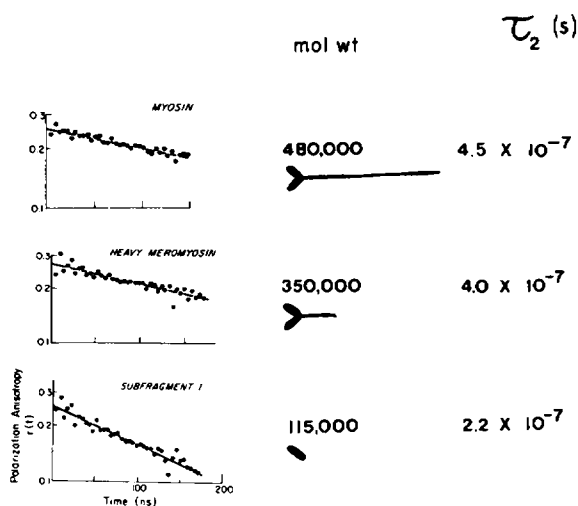 mol wt
τ2 (s)
MYOSIN
0.3
0.2
0.1
480,000
4.5 X 10-7
HEAVY MEROMYOSIN
0.3
0.2
0.1
350,000
4.0 X 10-7
SUBFRAGMENT I
0.3
0.2
0.1
115,000
2.2 X 10-7
Polarization Anisotropy
r(t)
0
100
200
Time (ns)